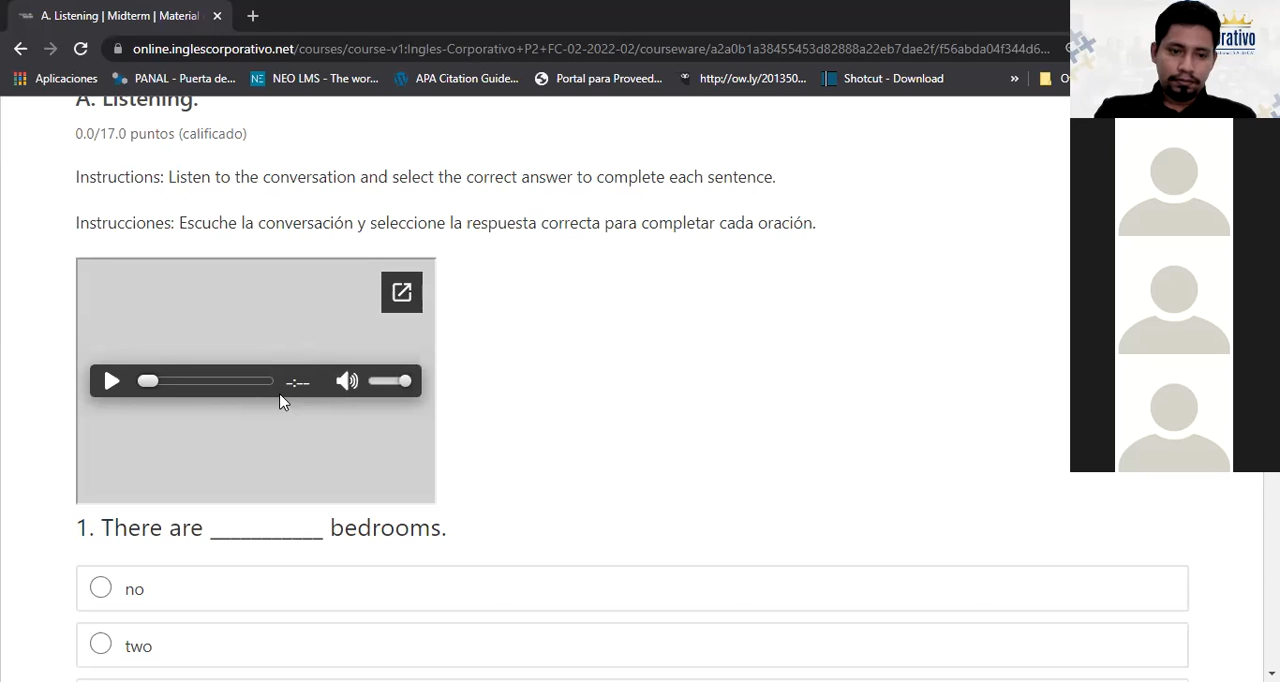 A. Listening | Midterm | Material
online.inglescorporativo.net/courses/course-v1:Ingles-Corporativo+P2+FC-02-2022-02/courseware/a2a0b1a38455453d82888a22eb7dae2f/f56abda04f344d6...
Aplicaciones PANAL - Puerta de... NEO LMS - The wor... APA Citation Guide... Portal para Proveed... http://ow.ly/201350... Shotcut - Download »
A. Listening.
0.0/17.0 puntos (calificado)
Instructions: Listen to the conversation and select the correct answer to complete each sentence.
Instrucciones: Escuche la conversación y seleccione la respuesta correcta para completar cada oración.
--:--
1. There are __________ bedrooms.
no
two